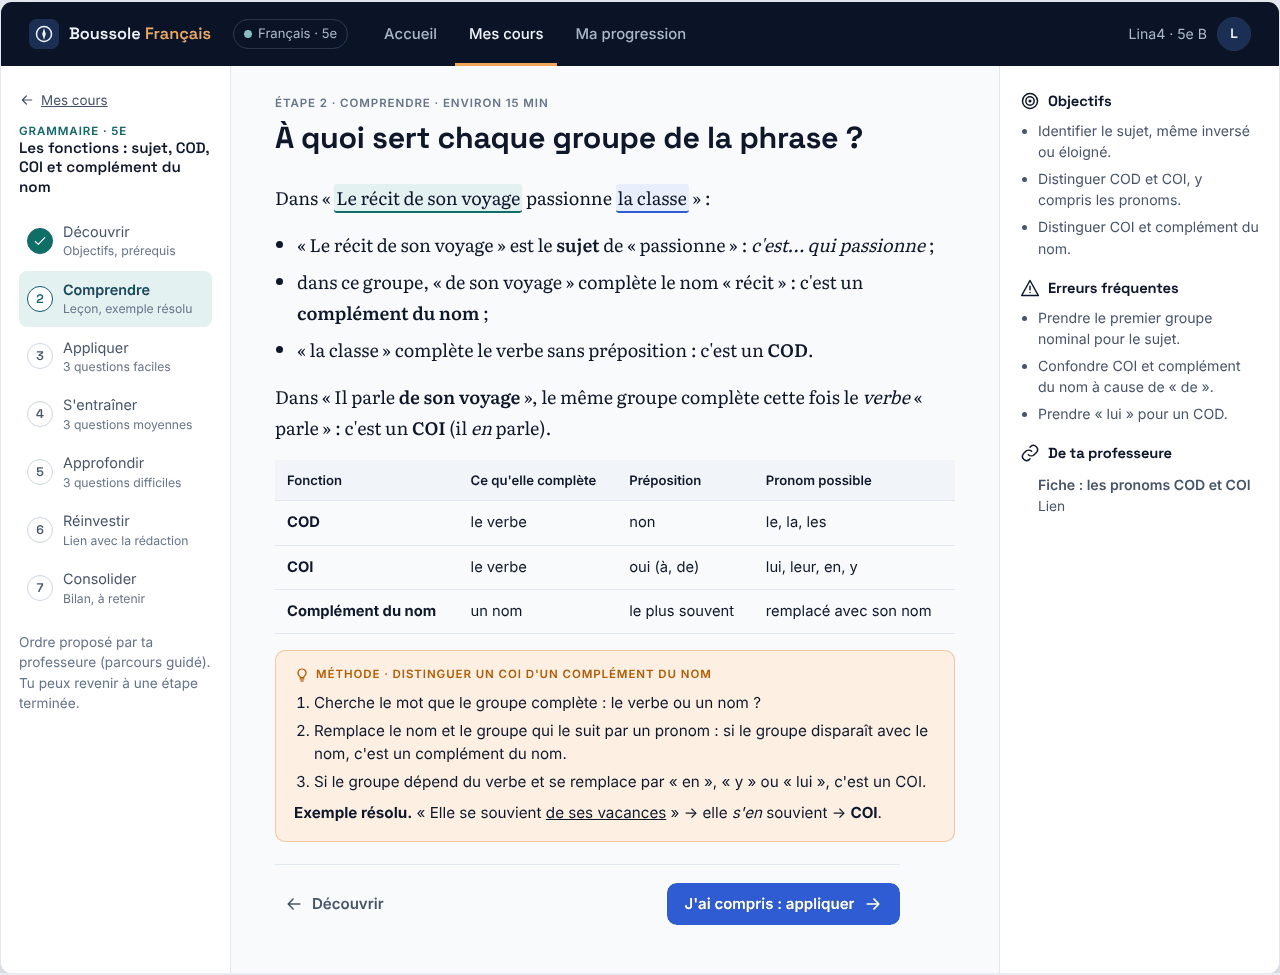 Boussole Français
Français · 5e
Accueil
Mes cours
Ma progression
Lina4 · 5e B
L
← Mes cours
GRAMMAIRE · 5E
Les fonctions : sujet, COD,
COI et complément du
nom
Découvrir
Objectifs, prérequis
2
Comprendre
Leçon, exemple résolu
3
Appliquer
3 questions faciles
4
S'entraîner
3 questions moyennes
5
Approfondir
3 questions difficiles
6
Réinvestir
Lien avec la rédaction
7
Consolider
Bilan, à retenir
Ordre proposé par ta
professeure (parcours guidé).
Tu peux revenir à une étape
terminée.
ÉTAPE 2 · COMPRENDRE · ENVIRON 15 MIN
À quoi sert chaque groupe de la phrase ?
Dans « Le récit de son voyage passionne la classe » :
• « Le récit de son voyage » est le sujet de « passionne » : c'est… qui passionne ;
• dans ce groupe, « de son voyage » complète le nom « récit » : c'est un
complément du nom ;
• « la classe » complète le verbe sans préposition : c'est un COD.
Dans « Il parle de son voyage », le même groupe complète cette fois le verbe «
parle » : c'est un COI (il en parle).
Fonction Ce qu'elle complète Préposition Pronom possible
COD le verbe non le, la, les
COI le verbe oui (à, de) lui, leur, en, y
Complément du nom un nom le plus souvent remplacé avec son nom
MÉTHODE · DISTINGUER UN COI D'UN COMPLÉMENT DU NOM
1. Cherche le mot que le groupe complète : le verbe ou un nom ?
2. Remplace le nom et le groupe qui le suit par un pronom : si le groupe disparaît avec le
nom, c'est un complément du nom.
3. Si le groupe dépend du verbe et se remplace par « en », « y » ou « lui », c'est un COI.
Exemple résolu. « Elle se souvient de ses vacances » → elle s'en souvient → COI.
← Découvrir
J'ai compris : appliquer →
Objectifs
• Identifier le sujet, même inversé
ou éloigné.
• Distinguer COD et COI, y
compris les pronoms.
• Distinguer COI et complément du
nom.
Erreurs fréquentes
• Prendre le premier groupe
nominal pour le sujet.
• Confondre COI et complément
du nom à cause de « de ».
• Prendre « lui » pour un COD.
De ta professeure
Fiche : les pronoms COD et COI
Lien